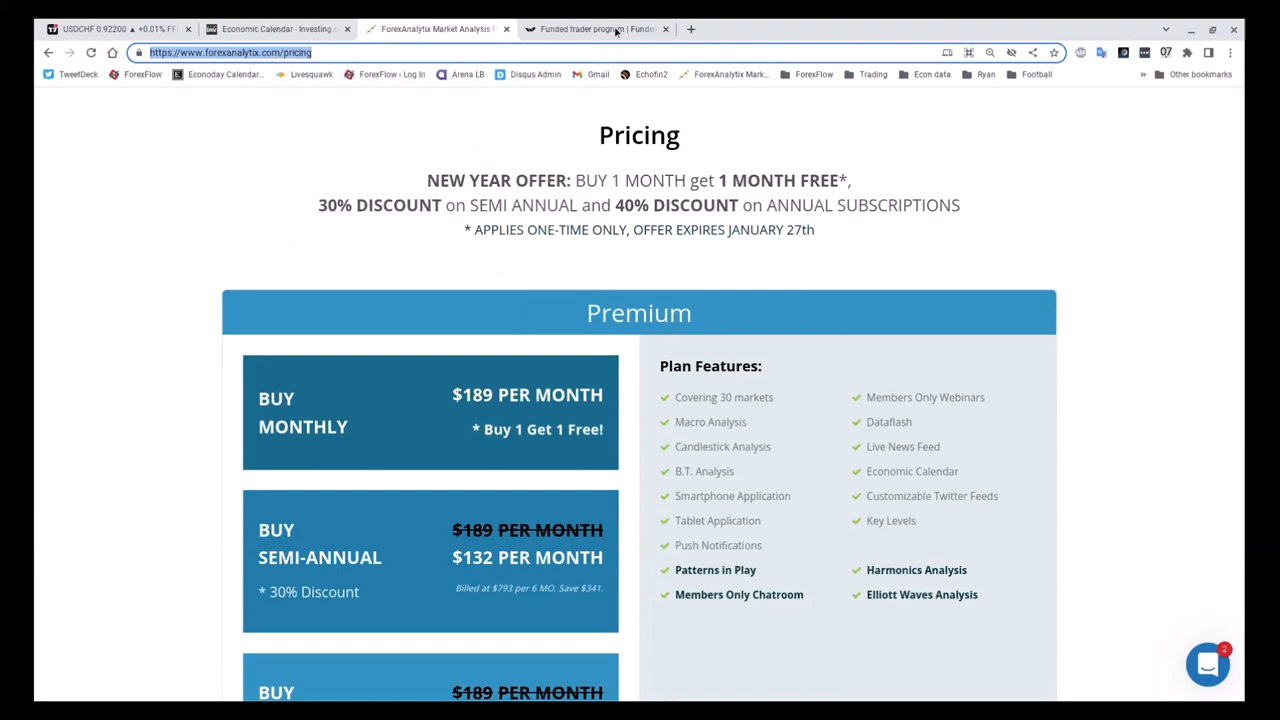 USDCHF 0.92200 ▲ +0.01% FF
Economic Calendar - Investing.
ForexAnalytix Market Analysis P
Funded trader program | Funde
https://www.forexanalytix.com/pricing
TweetDeck
ForexFlow
Econoday Calendar...
Livesquawk
ForexFlow ‹ Log In
Arena LB
Disqus Admin
Gmail
Echofin2
ForexAnalytix Mark...
ForexFlow
Trading
Econ data
Ryan
Football
»
Other bookmarks
Pricing
NEW YEAR OFFER: BUY 1 MONTH get 1 MONTH FREE*,
30% DISCOUNT on SEMI ANNUAL and 40% DISCOUNT on ANNUAL SUBSCRIPTIONS
* APPLIES ONE-TIME ONLY, OFFER EXPIRES JANUARY 27th
Premium
BUY
MONTHLY
$189 PER MONTH
* Buy 1 Get 1 Free!
BUY
SEMI-ANNUAL
* 30% Discount
$189 PER MONTH
$132 PER MONTH
Billed at $793 per 6 MO. Save $341.
BUY
$189 PER MONTH
Plan Features:
Covering 30 markets
Macro Analysis
Candlestick Analysis
B.T. Analysis
Smartphone Application
Tablet Application
Push Notifications
Patterns in Play
Members Only Chatroom
Members Only Webinars
Dataflash
Live News Feed
Economic Calendar
Customizable Twitter Feeds
Key Levels
Harmonics Analysis
Elliott Waves Analysis
2